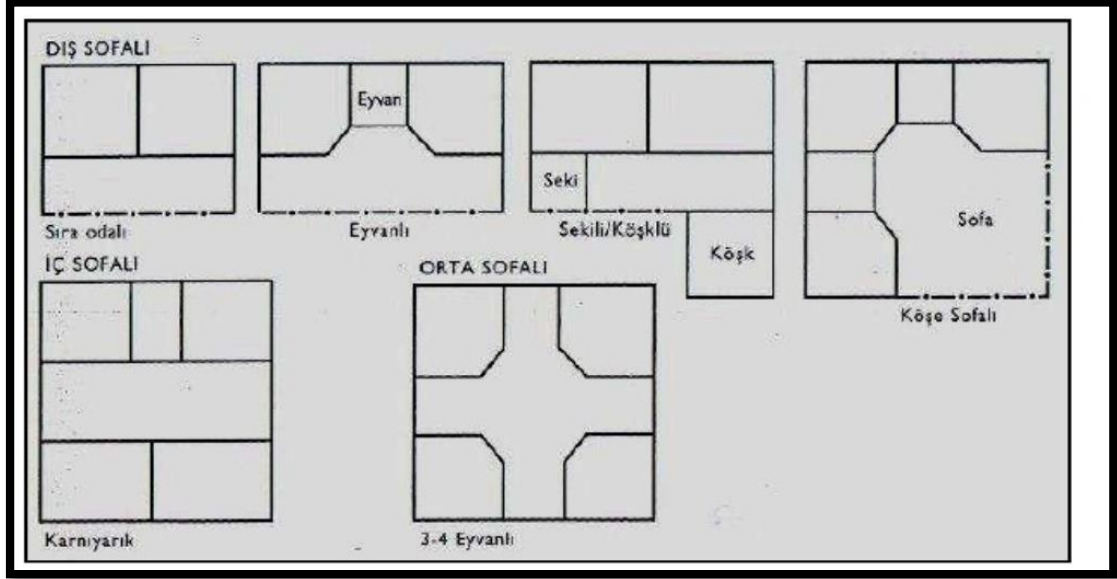 DIŞ SOFALI
Eyvan
Seki
Sofa
Köşk
Sıra odalı
Eyvanlı
Sekili/Köşklü
Köşe Sofalı
İÇ SOFALI
ORTA SOFALI
Karnıyarık
3-4 Eyvanlı